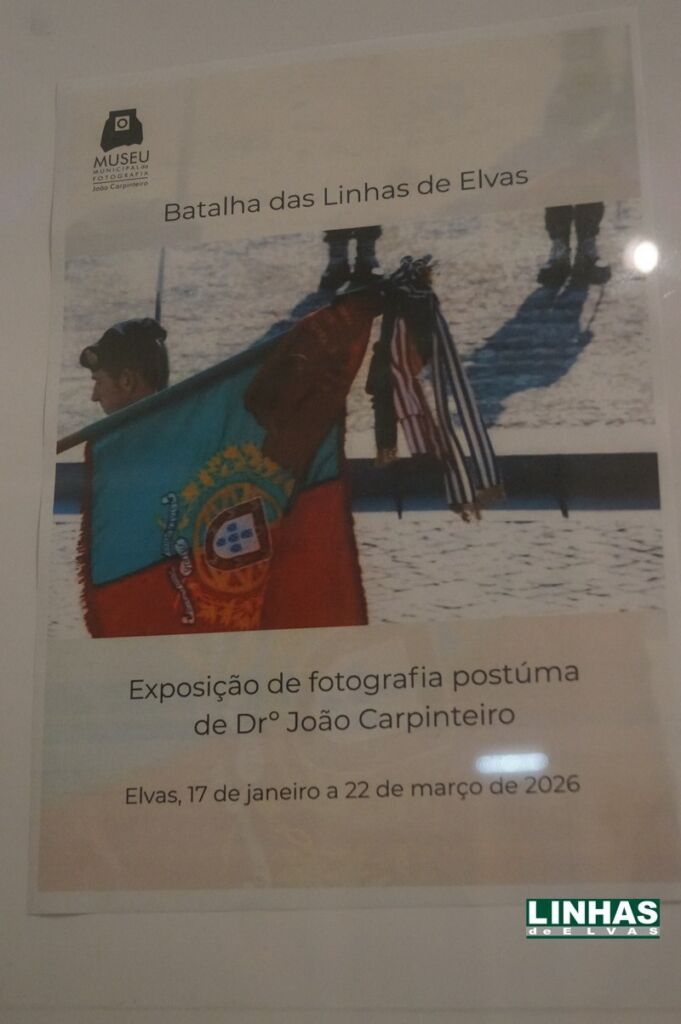 MUSEU
MUNICIPAL da
FOTOGRAFIA
João Carpinteiro
Batalha das Linhas de Elvas
Exposição de fotografia postúma
de Drº João Carpinteiro
Elvas, 17 de janeiro a 22 de março de 2026
LINHAS
de ELVAS